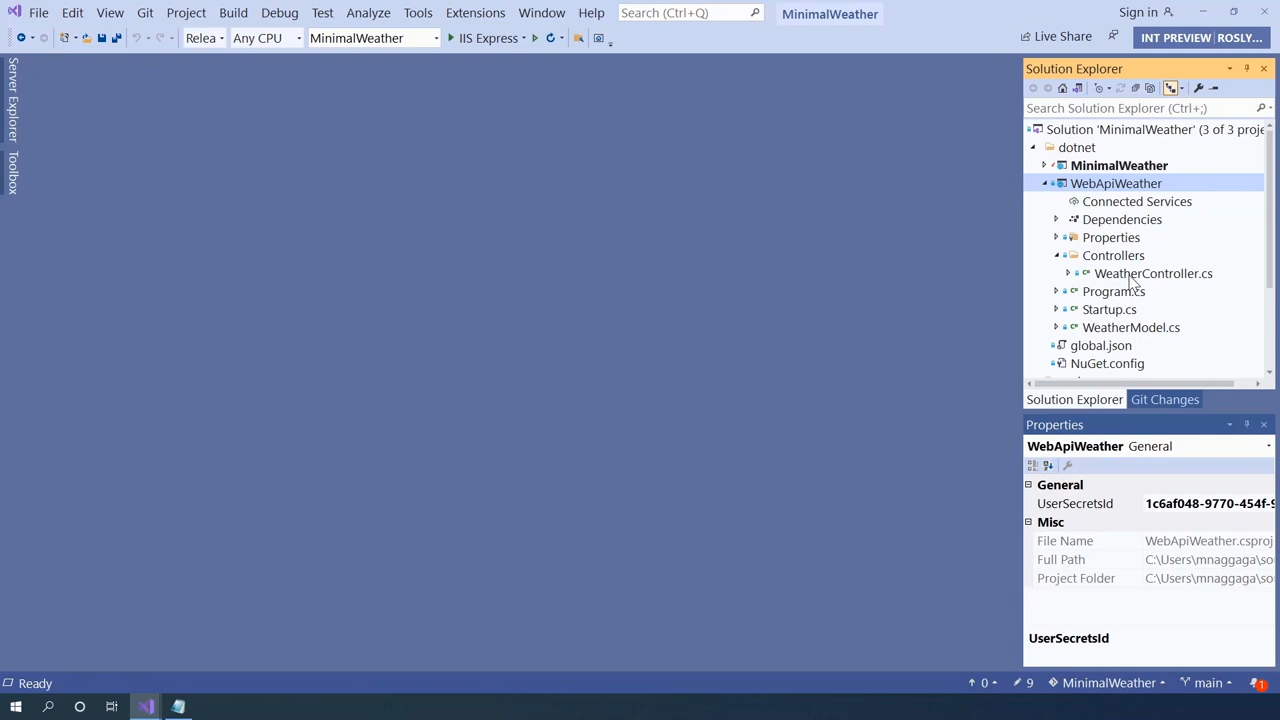 File Edit View Git Project Build Debug Test Analyze Tools Extensions Window Help Search (Ctrl+Q) MinimalWeather Sign in
Relea Any CPU MinimalWeather IIS Express Live Share INT PREVIEW ROSLY...
Server Explorer
Toolbox
Solution Explorer
Search Solution Explorer (Ctrl+;)
Solution 'MinimalWeather' (3 of 3 proje
dotnet
MinimalWeather
WebApiWeather
Connected Services
Dependencies
Properties
Controllers
WeatherController.cs
Program.cs
Startup.cs
WeatherModel.cs
global.json
NuGet.config
Solution Explorer Git Changes
Properties
WebApiWeather General
General
UserSecretsId 1c6af048-9770-454f-9
Misc
File Name WebApiWeather.csproj
Full Path C:\Users\mnaggaga\so
Project Folder C:\Users\mnaggaga\so
UserSecretsId
Ready 0 9 MinimalWeather main 1